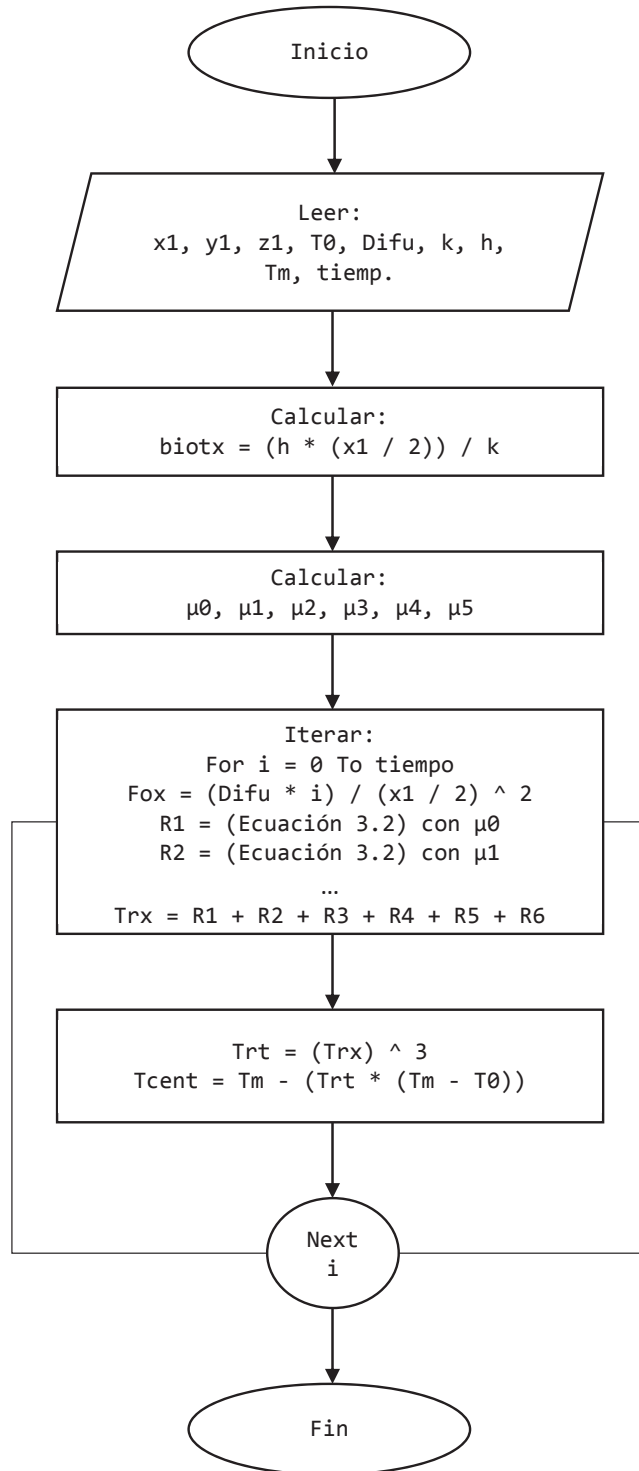 Inicio
Leer:
x1, y1, z1, T0, Difu, k, h,
Tm, tiemp.
Calcular:
biotx = (h * (x1 / 2)) / k
Calcular:
μ0, μ1, μ2, μ3, μ4, μ5
Iterar:
For i = 0 To tiempo
Fox = (Difu * i) / (x1 / 2) ^ 2
R1 = (Ecuación 3.2) con μ0
R2 = (Ecuación 3.2) con μ1
…
Trx = R1 + R2 + R3 + R4 + R5 + R6
Trt = (Trx) ^ 3
Tcent = Tm - (Trt * (Tm - T0))
Next
i
Fin